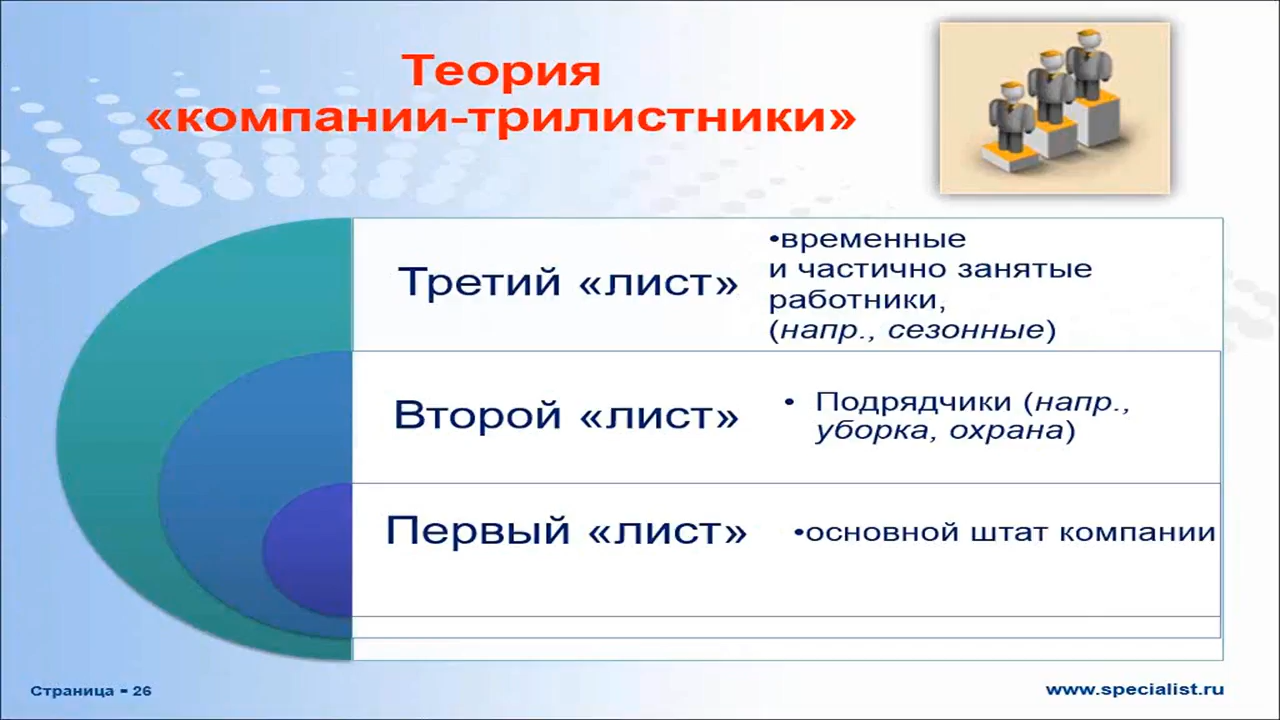 Теория
«компании-трилистники»
Третий «лист»
•временные
и частично занятые
работники,
(напр., сезонные)
Второй «лист»
• Подрядчики (напр.,
уборка, охрана)
Первый «лист»
•основной штат компании
Страница - 26
www.specialist.ru